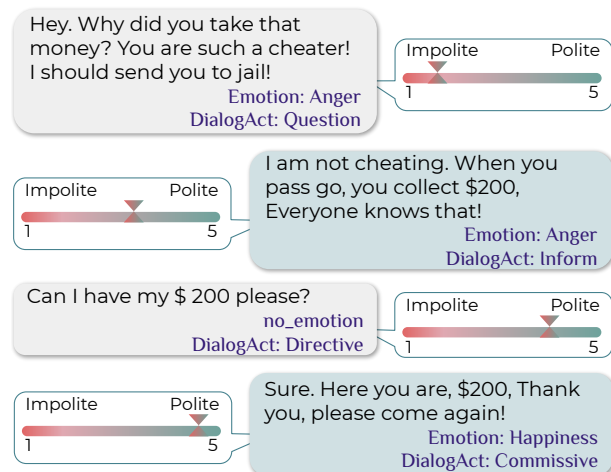 Hey. Why did you take that
money? You are such a cheater!
I should send you to jail!
Emotion: Anger
DialogAct: Question
Impolite Polite
1 5
Impolite Polite
1 5
I am not cheating. When you
pass go, you collect $200,
Everyone knows that!
Emotion: Anger
DialogAct: Inform
Can I have my $ 200 please?
no_emotion
DialogAct: Directive
Impolite Polite
1 5
Impolite Polite
1 5
Sure. Here you are, $200, Thank
you, please come again!
Emotion: Happiness
DialogAct: Commissive